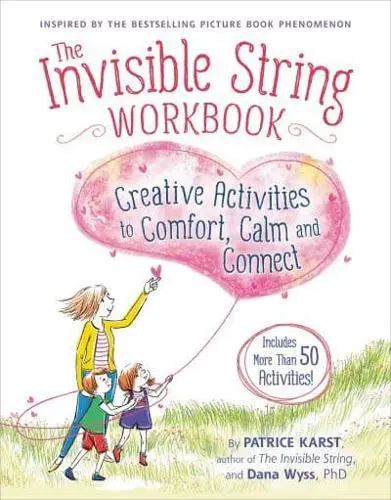 INSPIRED BY THE BESTSELLING PICTURE BOOK PHENOMENON
The
Invisible String
WORKBOOK
Creative Activities
to Comfort, Calm and
Connect
Includes
More Than 50
Activities!
By PATRICE KARST,
author of The Invisible String,
and Dana Wyss, PhD